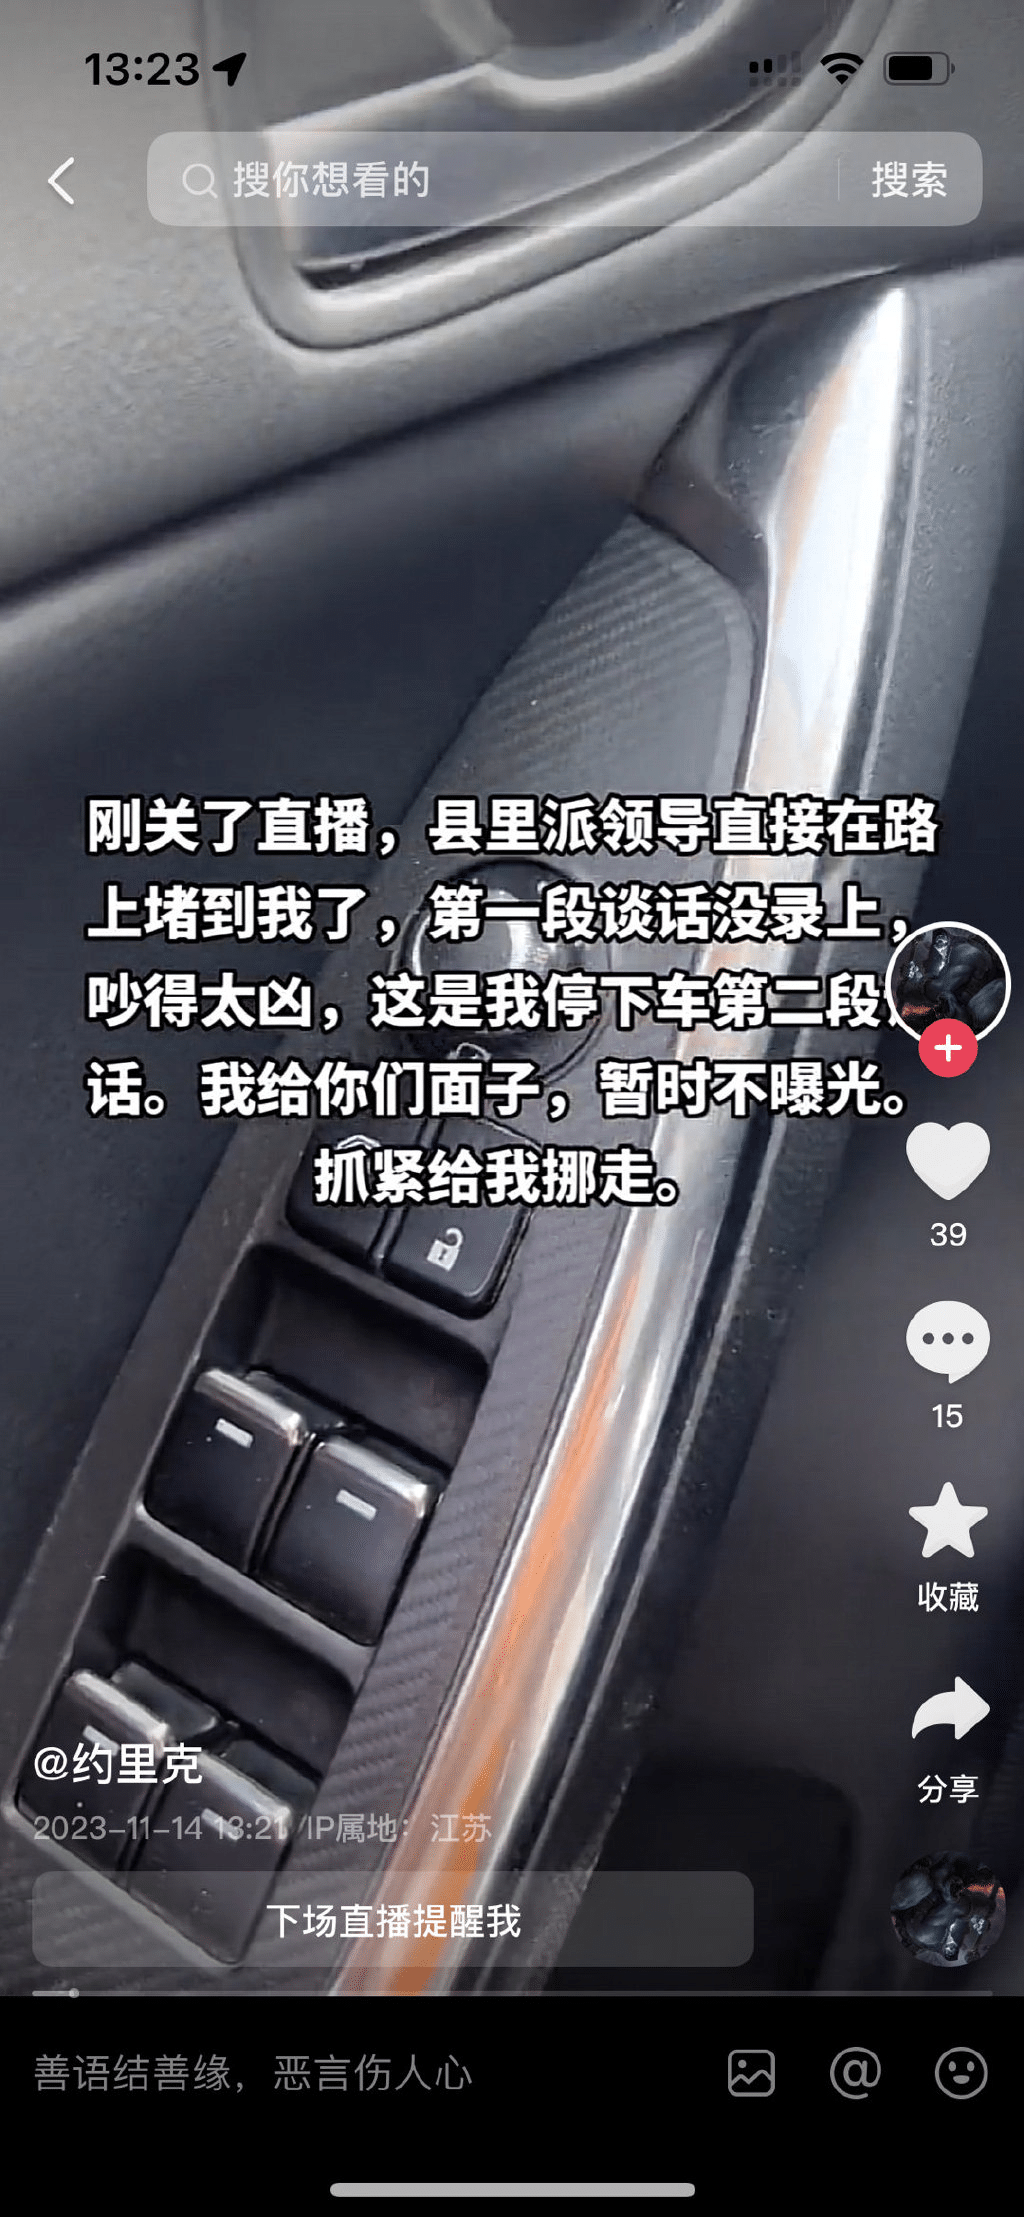 13:23
搜你想看的
搜索
刚关了直播，县里派领导直接在路
上堵到我了，第一段谈话没录上，
吵得太凶，这是我停下车第二段
话。我给你们面子，暂时不曝光。
抓紧给我挪走。
39
15
收藏
分享
@约里克
2023-11-14 13:21 IP属地：江苏
下场直播提醒我
善语结善缘，恶言伤人心